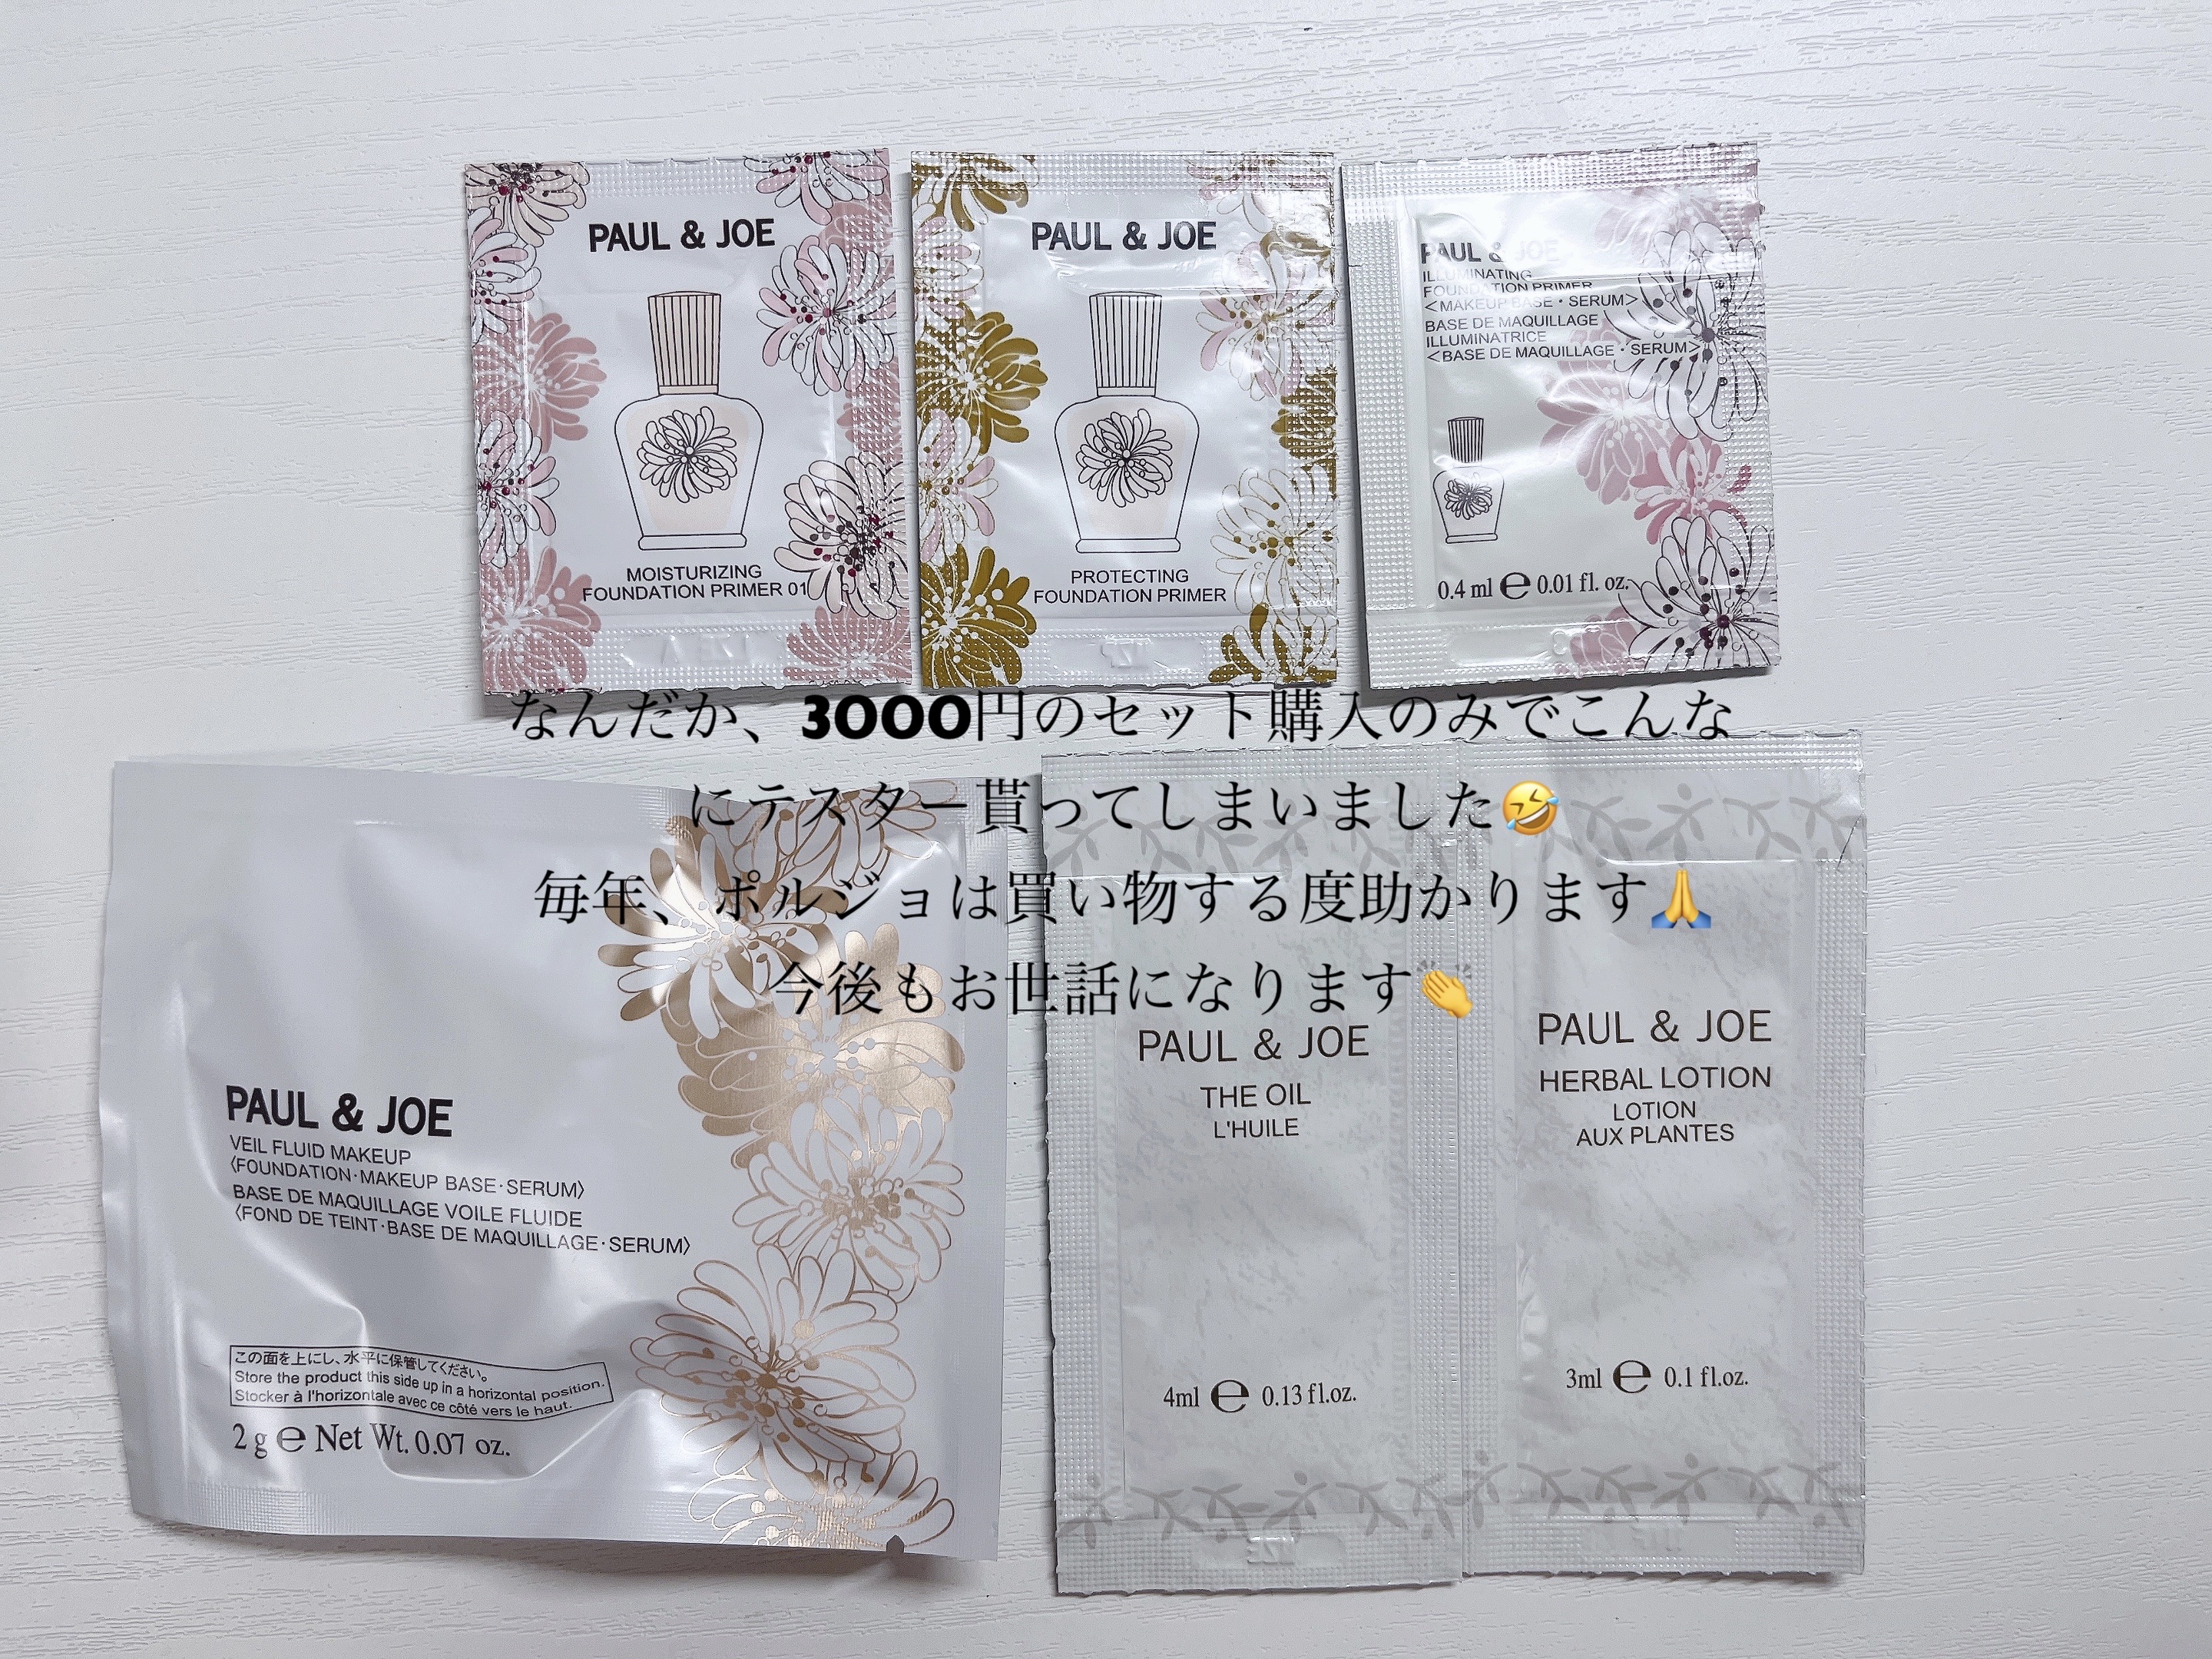 PAUL & JOE
MOISTURIZING
FOUNDATION PRIMER 01
PAUL & JOE
PROTECTING
FOUNDATION PRIMER
PAUL & JOE
ILLUMINATING
FOUNDATION PRIMER
<MAKEUP BASE・SERUM>
BASE DE MAQUILLAGE
ILLUMINATRICE
<BASE DE MAQUILLAGE・SERUM>
0.4 ml ℮ 0.01 fl. oz.
なんだか、3000円のセット購入のみでこんな
にテスター貰ってしまいました🤣
毎年、ポルジョは買い物する度助かります🙏
今後もお世話になります👏
PAUL & JOE
VEIL FLUID MAKEUP
〈FOUNDATION・MAKEUP BASE・SERUM〉
BASE DE MAQUILLAGE VOILE FLUIDE
〈FOND DE TEINT・BASE DE MAQUILLAGE・SERUM〉
この面を上にし、水平に保管してください。
Store the product this side up in a horizontal position.
Stocker à l'horizontale avec ce côté vers le haut.
2 g ℮ Net Wt. 0.07 oz.
PAUL & JOE
THE OIL
L'HUILE
4ml ℮ 0.13 fl.oz.
PAUL & JOE
HERBAL LOTION
LOTION
AUX PLANTES
3ml ℮ 0.1 fl.oz.